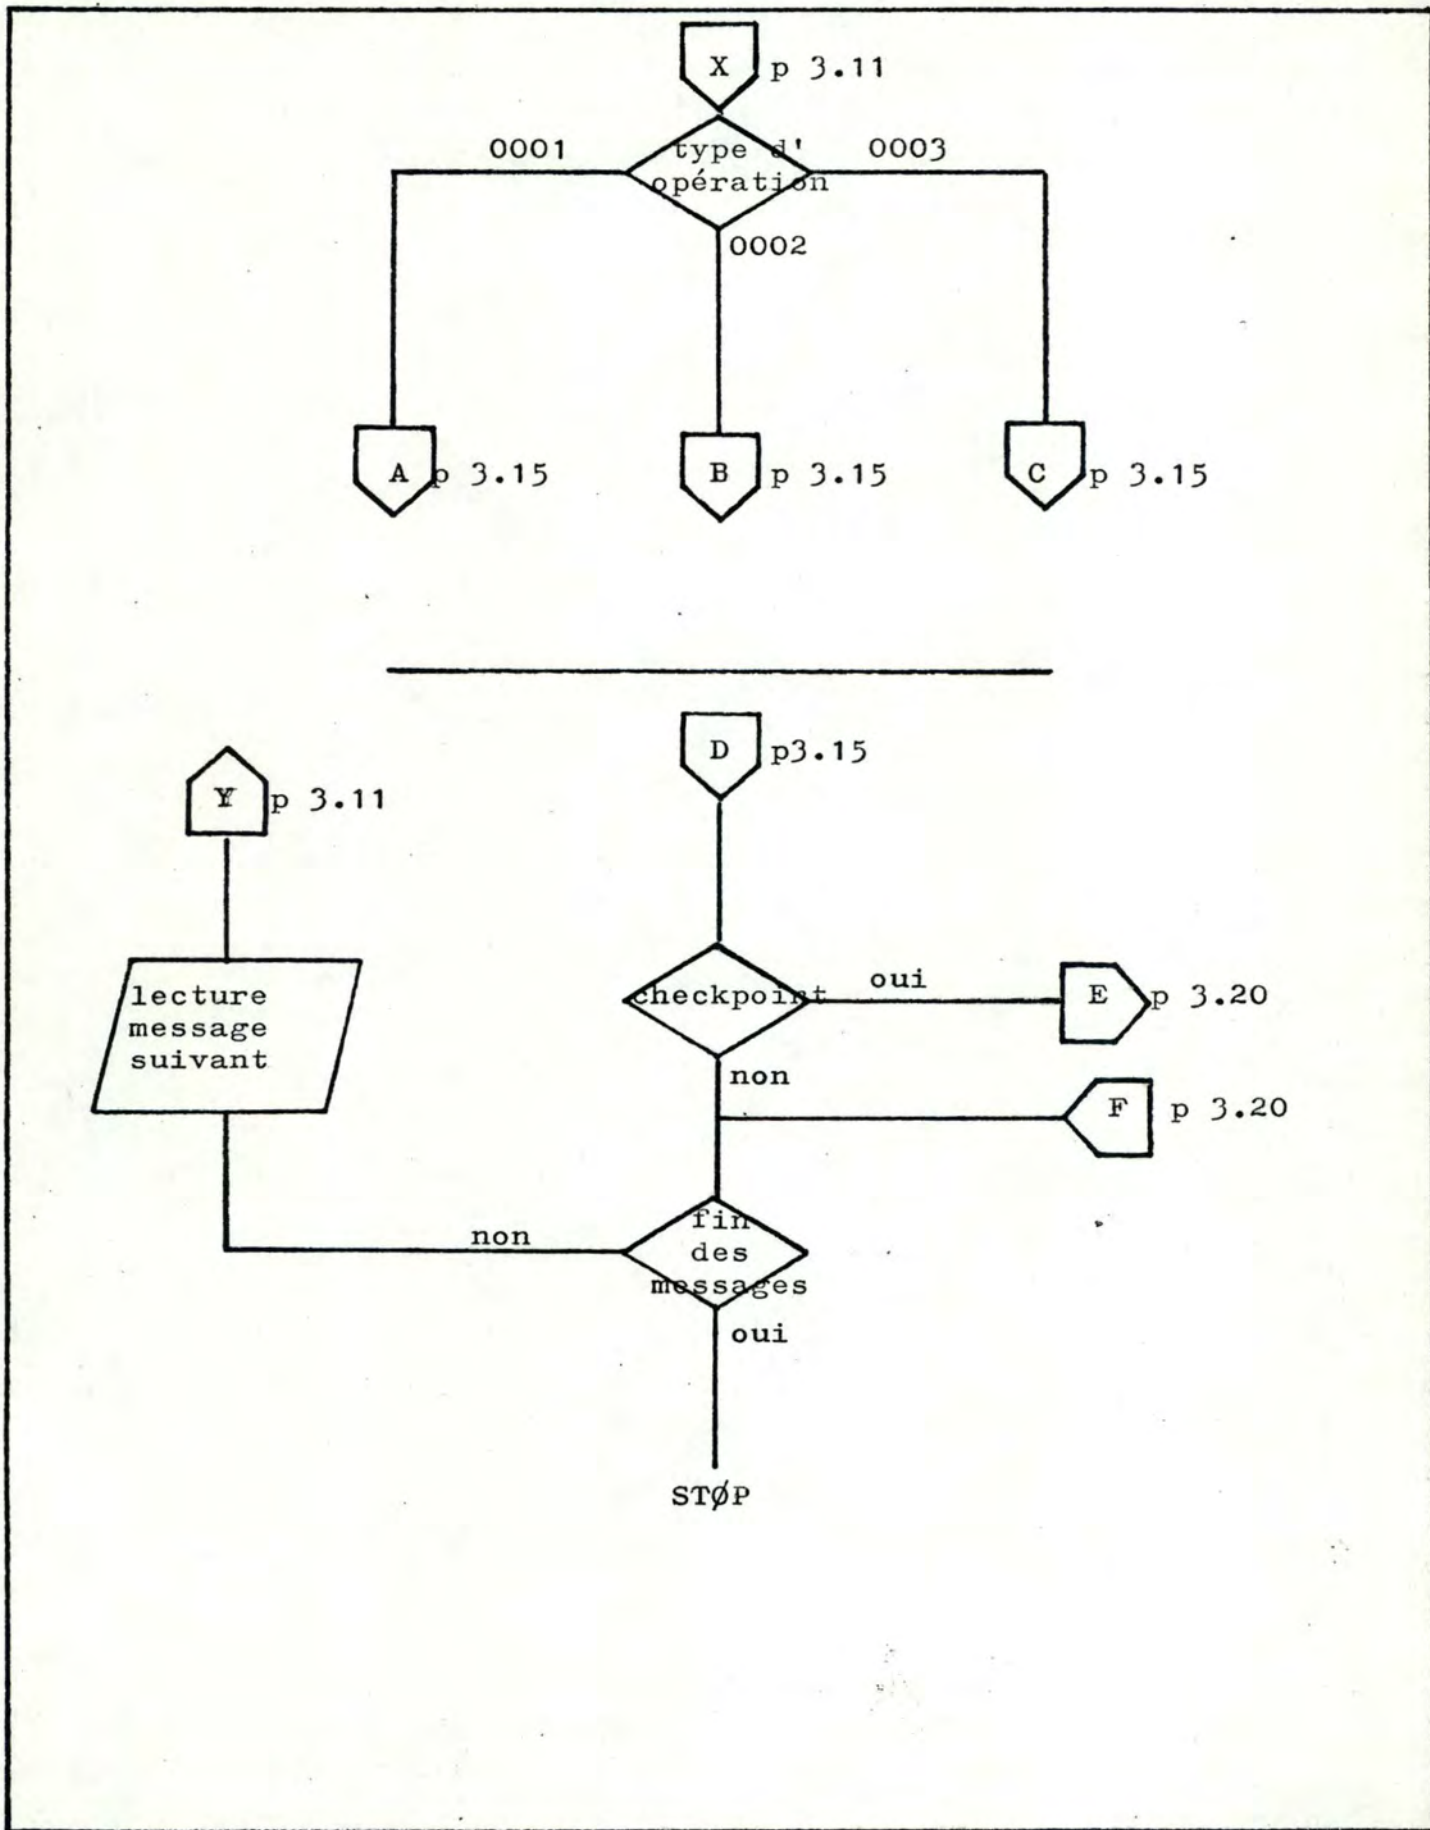 X p 3.11
0001 type d' 0003
opération
0002
A p 3.15 B p 3.15 C p 3.15
D p3.15
Y p 3.11
checkpoint oui E p 3.20
lecture
message
suivant
non
F p 3.20
fin
non des
messages
oui
STØP